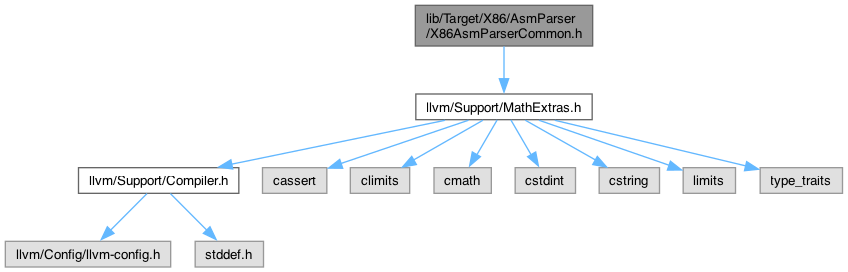 lib/Target/X86/AsmParser
/X86AsmParserCommon.h
llvm/Support/MathExtras.h
llvm/Support/Compiler.h
cassert
climits
cmath
cstdint
cstring
limits
type_traits
llvm/Config/llvm-config.h
stddef.h